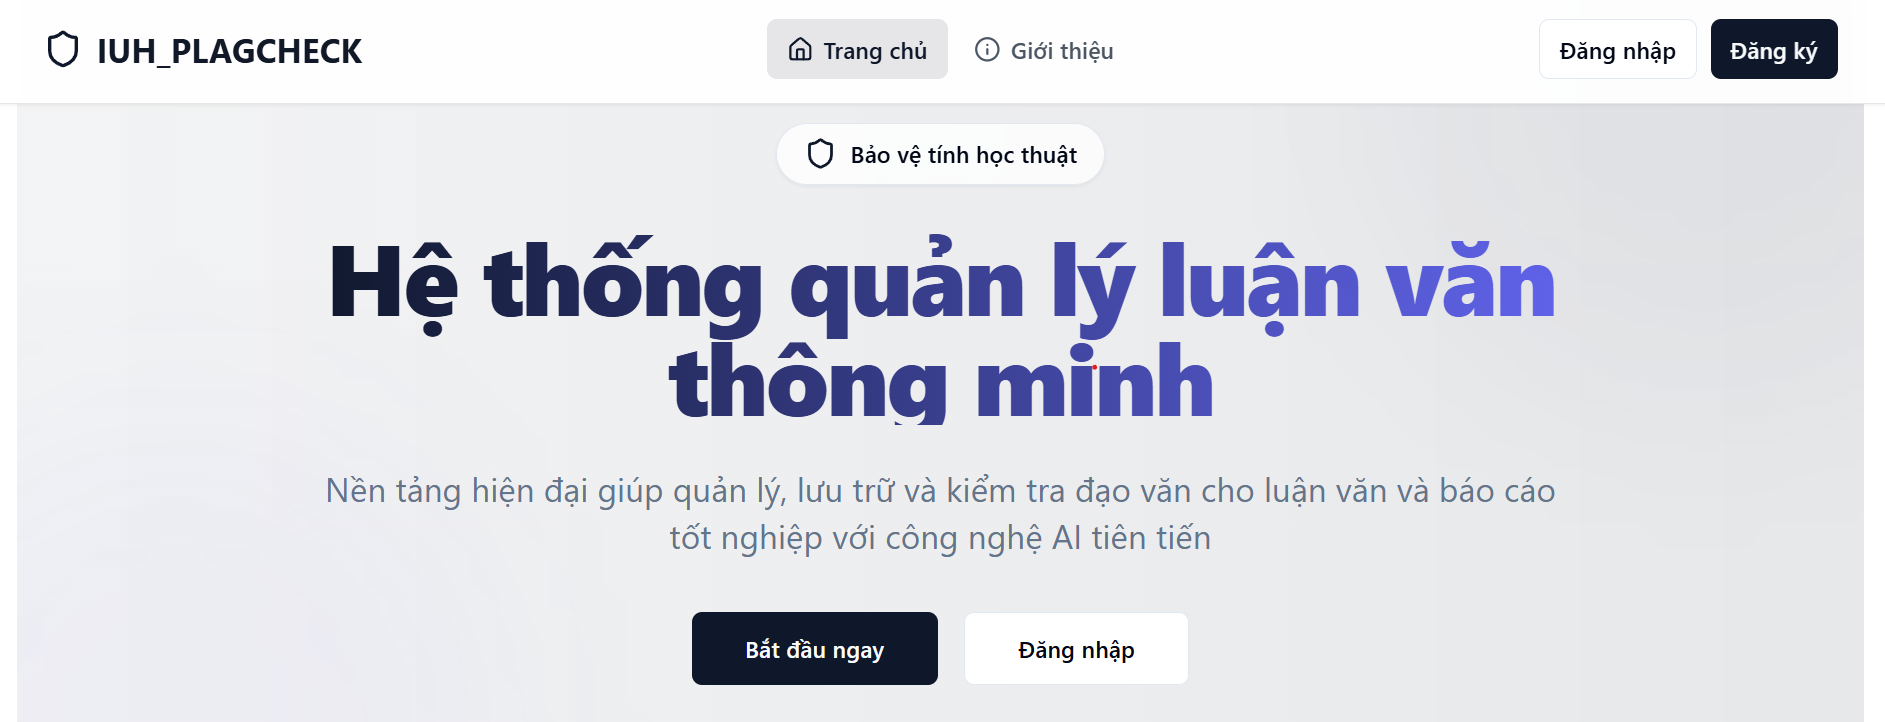 IUH_PLAGCHECK
Trang chủ
Giới thiệu
Đăng nhập
Đăng ký
Bảo vệ tính học thuật
Hệ thống quản lý luận văn
thông minh
Nền tảng hiện đại giúp quản lý, lưu trữ và kiểm tra đạo văn cho luận văn và báo cáo
tốt nghiệp với công nghệ AI tiên tiến
Bắt đầu ngay
Đăng nhập